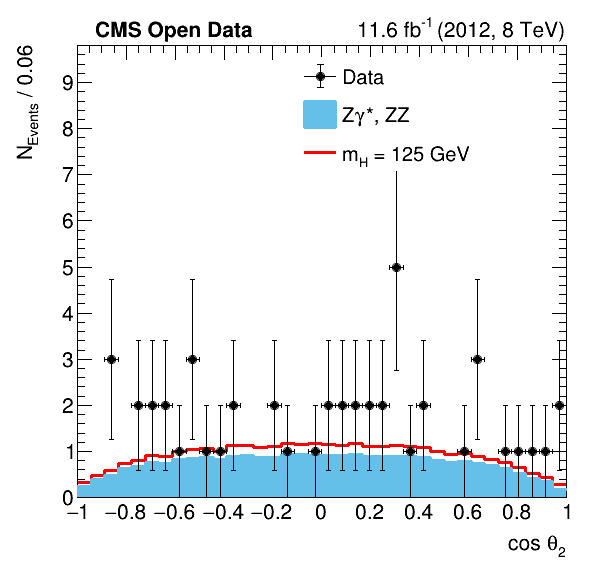 CMS Open Data 11.6 fb⁻¹ (2012, 8 TeV)
N_Events / 0.06
9
8
7
6
5
4
3
2
1
0
Data
Zγ*, ZZ
m_H = 125 GeV
−1 −0.8 −0.6 −0.4 −0.2 0 0.2 0.4 0.6 0.8 1
cos θ₂